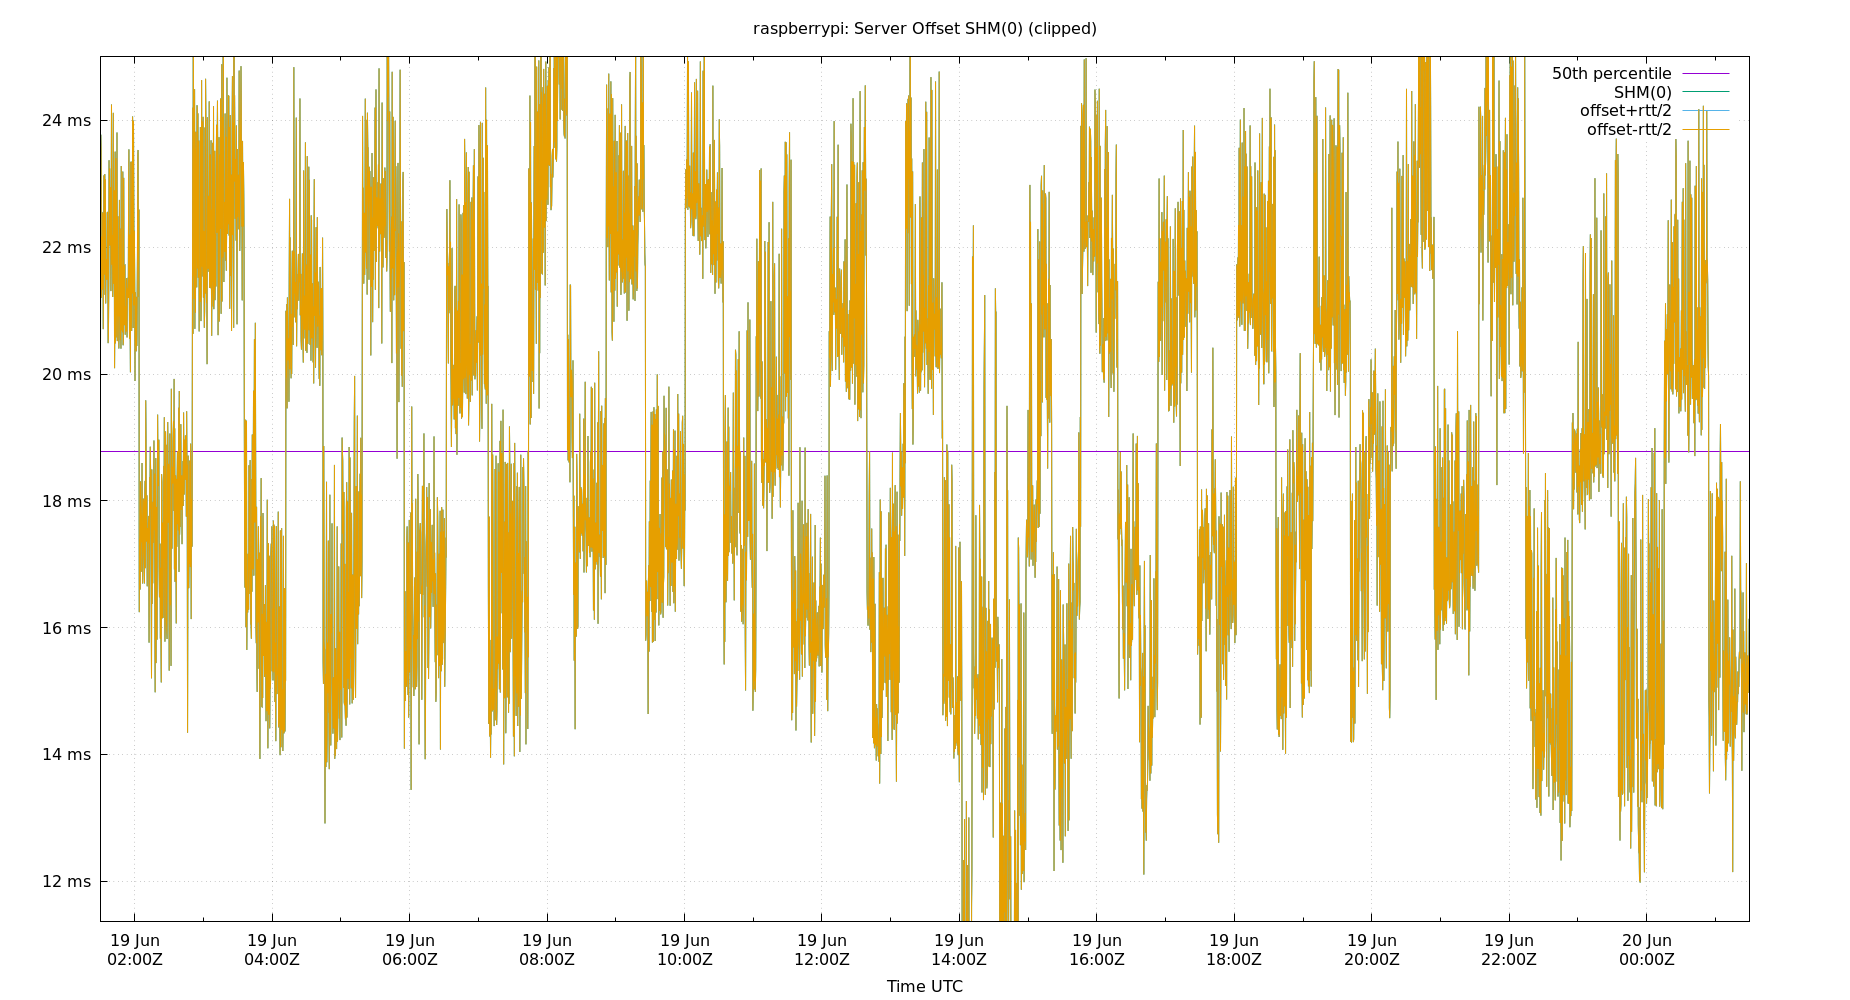 raspberrypi: Server Offset SHM(0) (clipped)
50th percentile
SHM(0)
offset+rtt/2
offset-rtt/2
24 ms
22 ms
20 ms
18 ms
16 ms
14 ms
12 ms
19 Jun 19 Jun 19 Jun 19 Jun 19 Jun 19 Jun 19 Jun 19 Jun 19 Jun 19 Jun 19 Jun 20 Jun
02:00Z 04:00Z 06:00Z 08:00Z 10:00Z 12:00Z 14:00Z 16:00Z 18:00Z 20:00Z 22:00Z 00:00Z
Time UTC